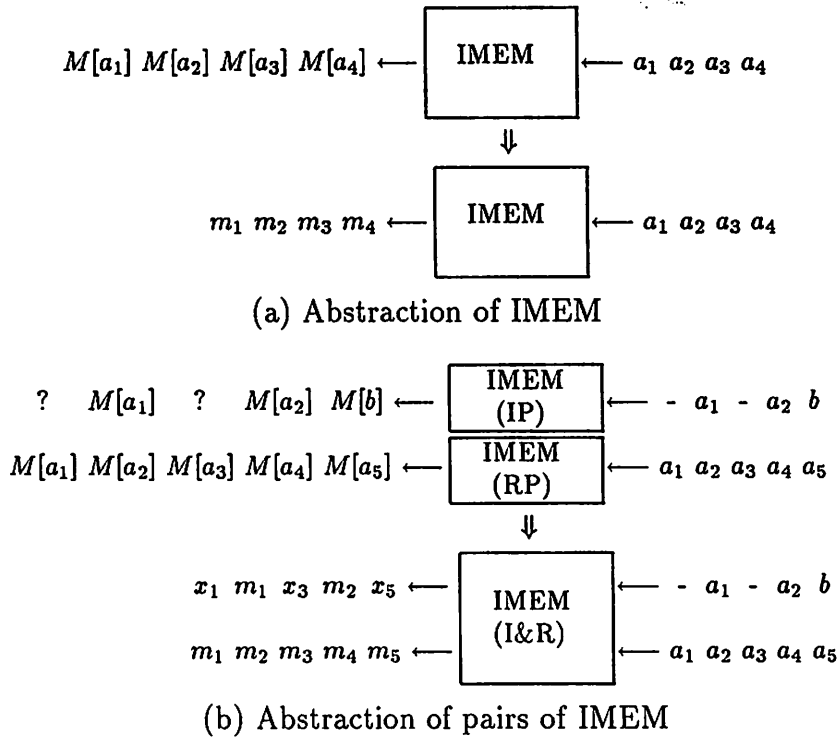 M[a₁] M[a₂] M[a₃] M[a₄] ← IMEM ← a₁ a₂ a₃ a₄
⇓
m₁ m₂ m₃ m₄ ← IMEM ← a₁ a₂ a₃ a₄
(a) Abstraction of IMEM
? M[a₁] ? M[a₂] M[b] ← IMEM (IP) ← - a₁ - a₂ b
M[a₁] M[a₂] M[a₃] M[a₄] M[a₅] ← IMEM (RP) ← a₁ a₂ a₃ a₄ a₅
⇓
x₁ m₁ x₃ m₂ x₅ ← IMEM ← - a₁ - a₂ b
(I&R)
m₁ m₂ m₃ m₄ m₅ ← ← a₁ a₂ a₃ a₄ a₅
(b) Abstraction of pairs of IMEM